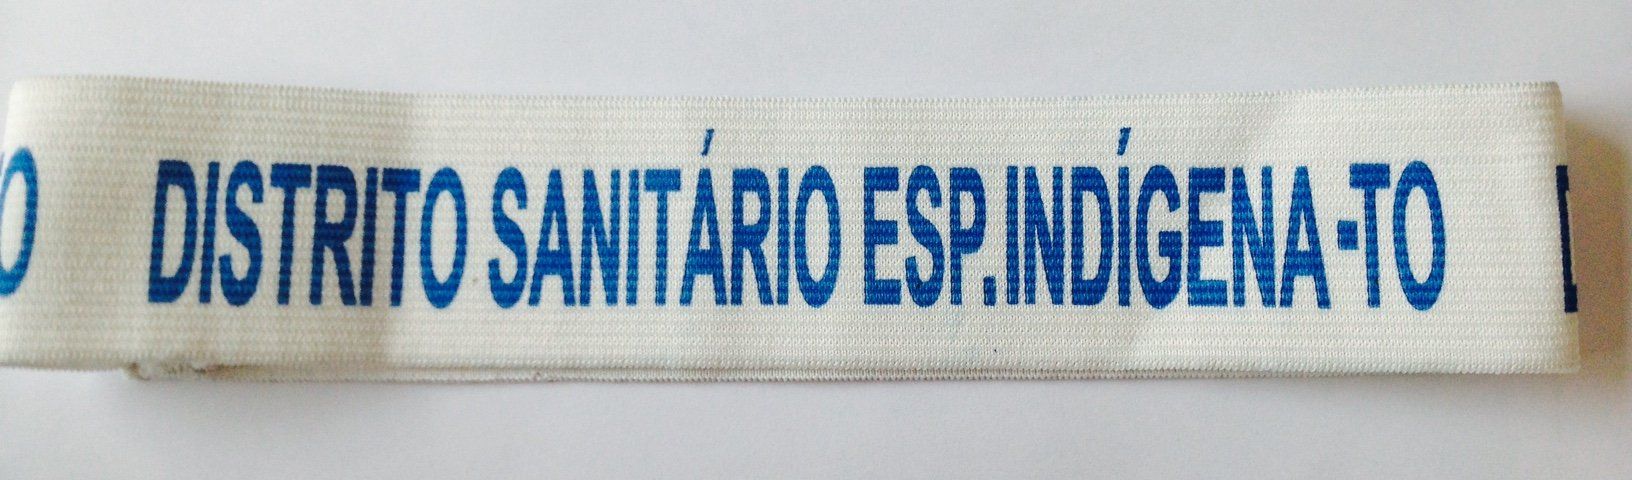 DISTRITO SANITÁRIO ESP.INDÍGENA-TO